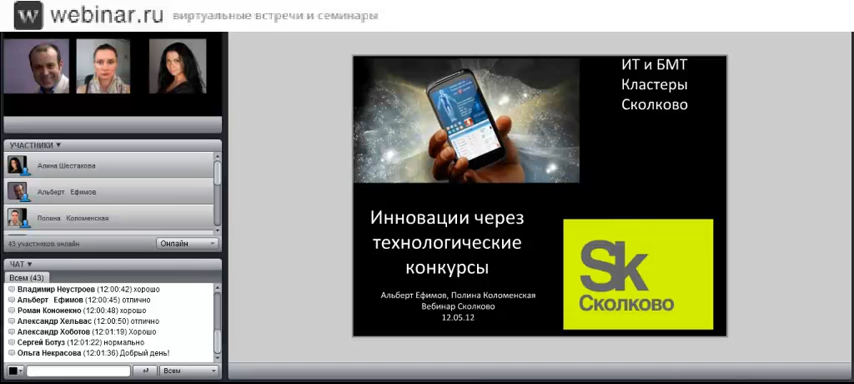 w webinar.ru виртуальные встречи и семинары
УЧАСТНИКИ
Алина Шестакова
Альберт Ефимов
Полина Коломенская
43 участников онлайн Онлайн
ЧАТ
Всем (43)
Владимир Неустроев (12:00:42) хорошо
Альберт Ефимов (12:00:45) отлично
Роман Кононекно (12:00:48) хорошо
Александр Хельвас (12:00:50) отлично
Александр Хоботов (12:01:19) Хорошо
Сергей Ботуз (12:01:22) нормально
Ольга Некрасова (12:01:36) Добрый день!
Всем
ИТ и БМТ
Кластеры
Сколково
Инновации через
технологические
конкурсы
Альберт Ефимов, Полина Коломенская
Вебинар Сколково
12.05.12
Sk
Сколково